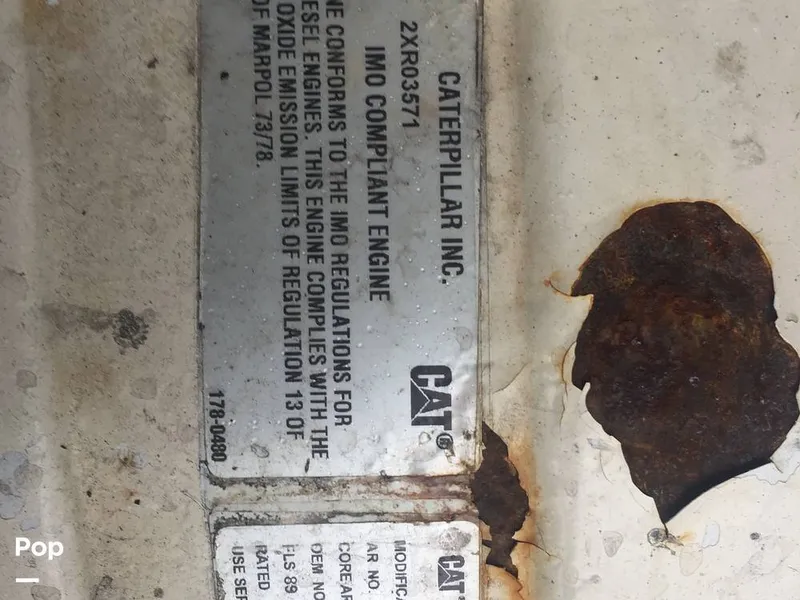 CATERPILLAR INC.
CAT®
2XR03571
IMO COMPLIANT ENGINE
NE CONFORMS TO THE IMO REGULATIONS FOR
ESEL ENGINES. THIS ENGINE COMPLIES WITH THE
OXIDE EMISSION LIMITS OF REGULATION 13 OF
OF MARPOL 73/78.
178-0480
CAT®
MODIFICA
AR NO.
CORE AR
OEM NO
FLS 89
RATED
USE SER
Pop